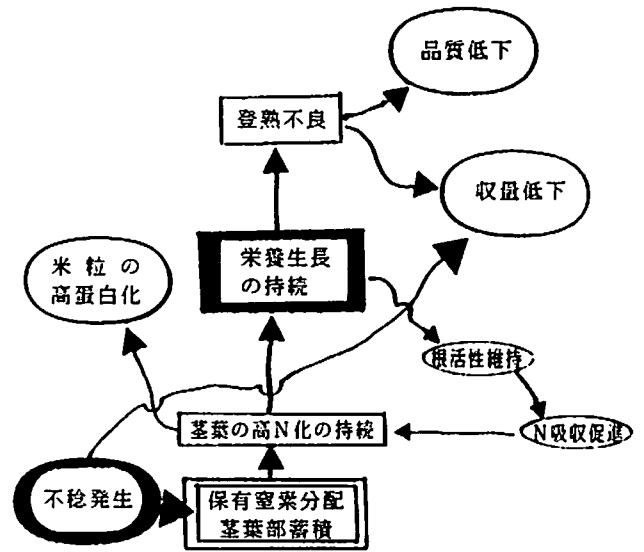 品質低下
登熟不良
収量低下
栄養生長
の持続
米粒の
高蛋白化
根活性維持
茎葉の高N化の持続
N吸収促進
不稔発生
保有窒素分配
茎葉部蓄積